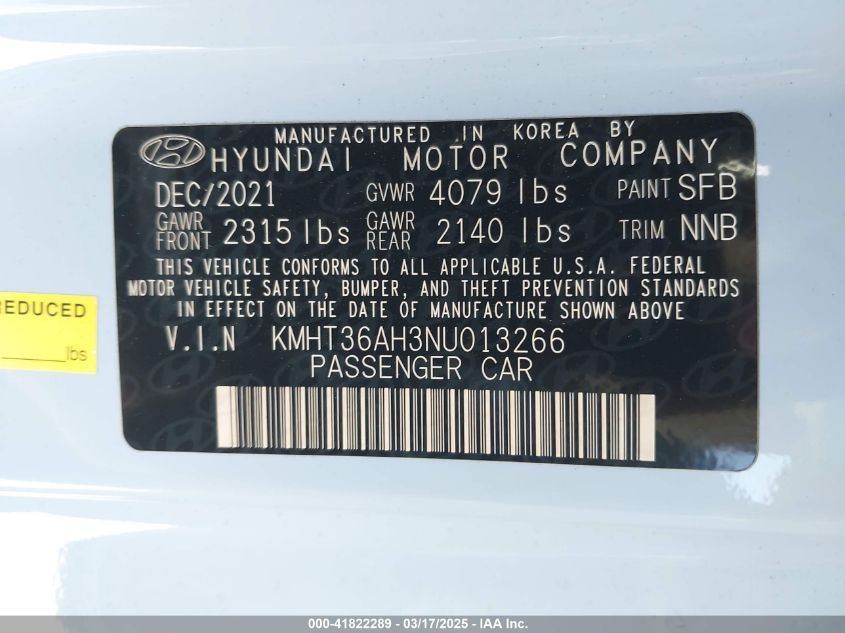 MANUFACTURED IN KOREA BY
HYUNDAI MOTOR COMPANY
DEC/2021 GVWR 4079 lbs PAINT SFB
GAWR FRONT 2315 lbs GAWR REAR 2140 lbs TRIM NNB
THIS VEHICLE CONFORMS TO ALL APPLICABLE U.S.A. FEDERAL
MOTOR VEHICLE SAFETY, BUMPER, AND THEFT PREVENTION STANDARDS
IN EFFECT ON THE DATE OF MANUFACTURE SHOWN ABOVE
V.I.N KMHT36AH3NU013266
PASSENGER CAR
REDUCED
lbs
000-41822289 - 03/17/2025 - IAA Inc.